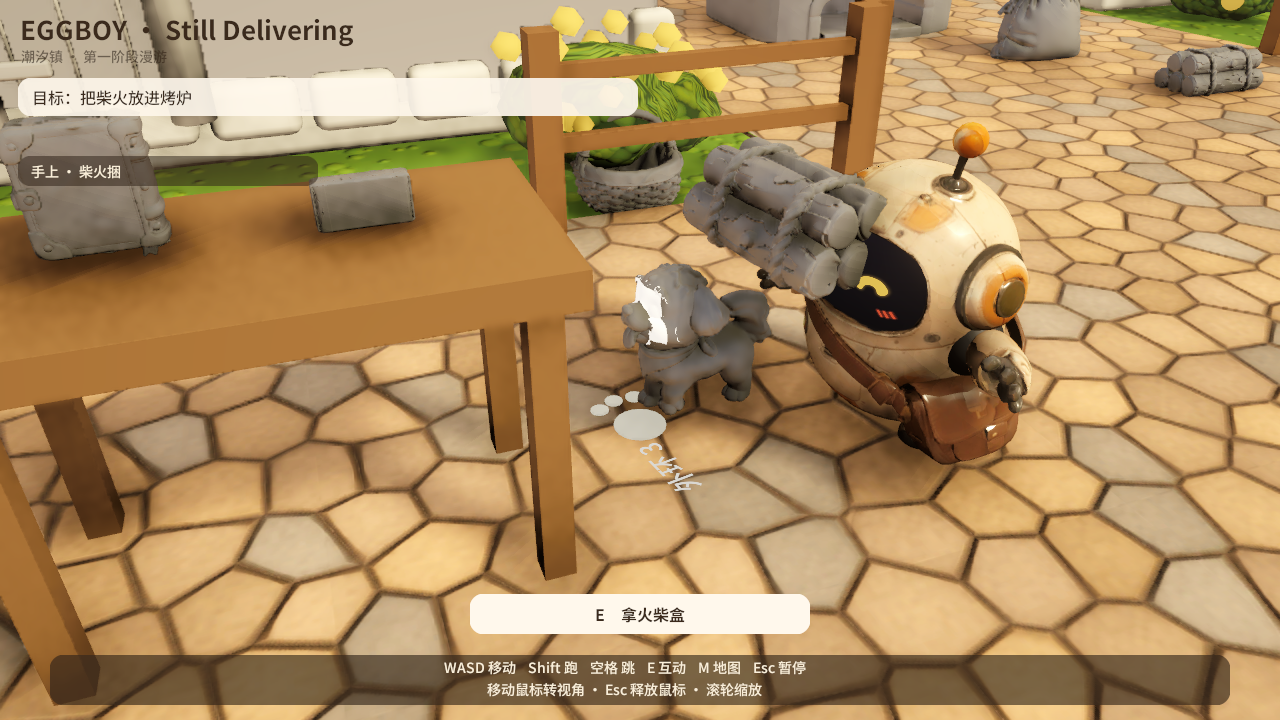 EGGBOY · Still Delivering
潮汐镇 · 第一阶段漫游
目标：把柴火放进烤炉
手上 · 柴火捆
外环 3
E 拿火柴盒
WASD 移动 Shift 跑 空格 跳 E 互动 M 地图 Esc 暂停
移动鼠标转视角 · Esc 释放鼠标 · 滚轮缩放